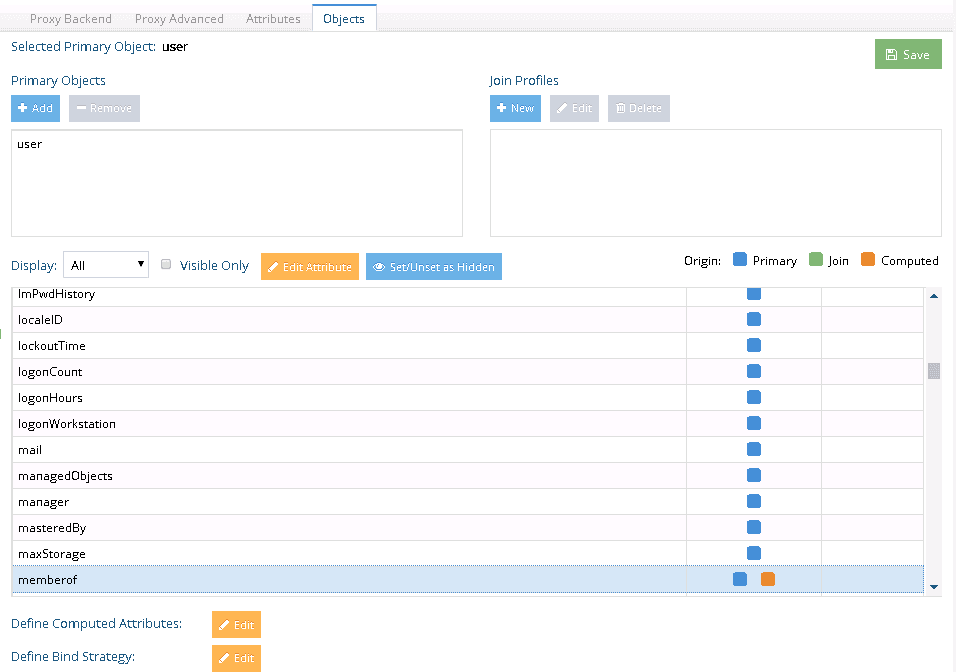 Proxy Backend Proxy Advanced Attributes Objects
Selected Primary Object: user
Save
Primary Objects Join Profiles
Add Remove New Edit Delete
user
Display: All Visible Only Edit Attribute Set/Unset as Hidden Origin: Primary Join Computed
lmPwdHistory
localeID
lockoutTime
logonCount
logonHours
logonWorkstation
mail
managedObjects
manager
masteredBy
maxStorage
memberof
Define Computed Attributes: Edit
Define Bind Strategy: Edit